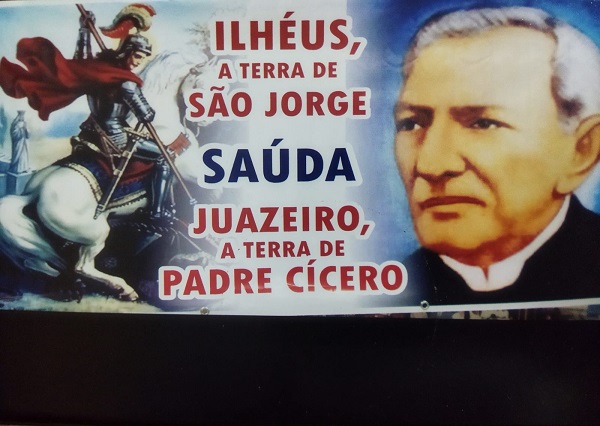 ILHÉUS,
A TERRA DE
SÃO JORGE
SAÚDA
JUAZEIRO,
A TERRA DE
PADRE CÍCERO